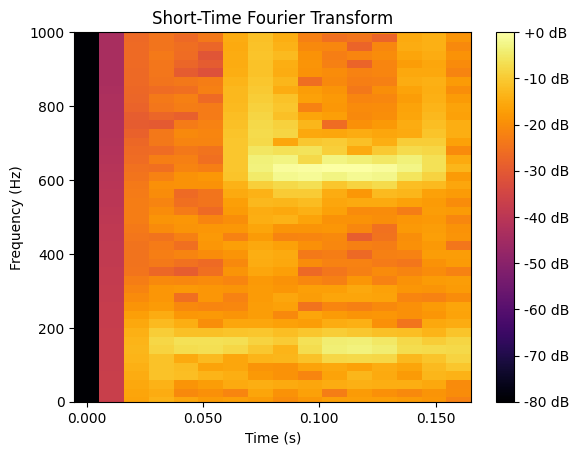 Short-Time Fourier Transform
1000
800
600
400
200
0
Frequency (Hz)
0.000
0.050
0.100
0.150
Time (s)
+0 dB
-10 dB
-20 dB
-30 dB
-40 dB
-50 dB
-60 dB
-70 dB
-80 dB